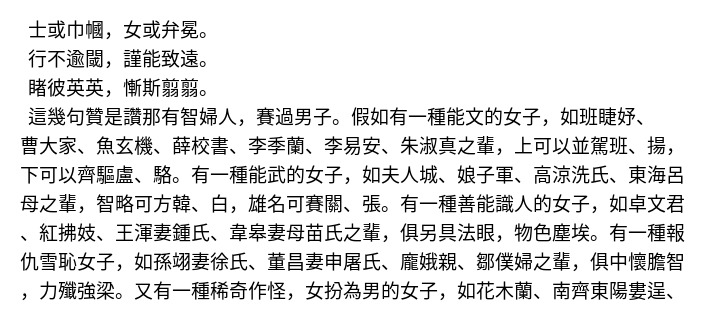 士或巾幗，女或弁冕。
行不逾閾，謹能致遠。
睹彼英英，慚斯翦翦。
這幾句贊是讚那有智婦人，賽過男子。假如有一種能文的女子，如班睫妤、
曹大家、魚玄機、薛校書、李季蘭、李易安、朱淑真之輩，上可以並駕班、揚，
下可以齊驅盧、駱。有一種能武的女子，如夫人城、娘子軍、高涼洗氏、東海呂
母之輩，智略可方韓、白，雄名可賽關、張。有一種善能識人的女子，如卓文君
、紅拂妓、王渾妻鍾氏、韋皋妻母苗氏之輩，俱另具法眼，物色塵埃。有一種報
仇雪恥女子，如孫翊妻徐氏、董昌妻申屠氏、龐娥親、鄒僕婦之輩，俱中懷膽智
，力殲強梁。又有一種稀奇作怪，女扮為男的女子，如花木蘭、南齊東陽婁逞、